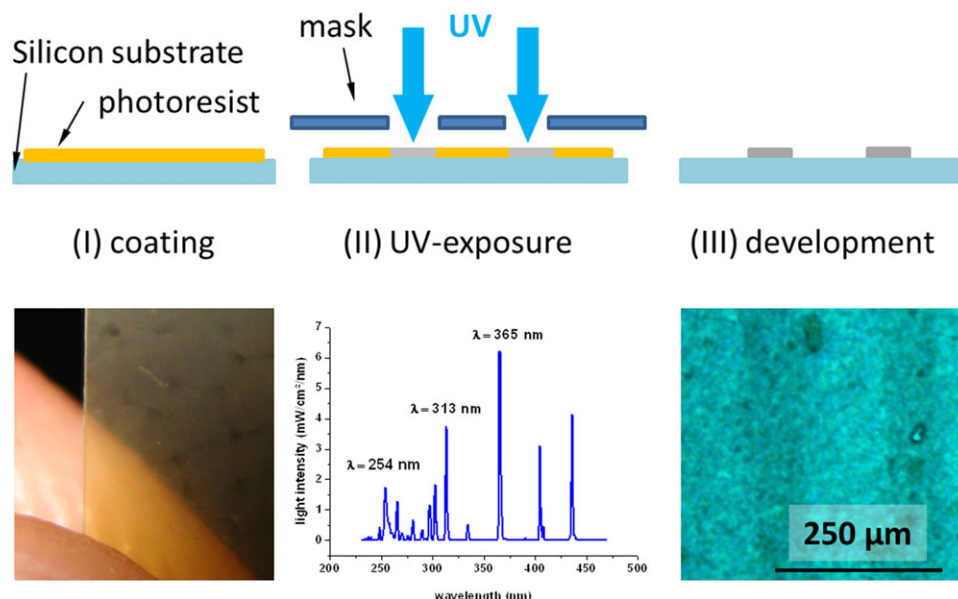 mask
UV
Silicon substrate
photoresist
(I) coating
(II) UV-exposure
(III) development
7
6
5
4
3
2
1
0
light intensity (mW/cm²/nm)
λ = 365 nm
λ = 313 nm
λ = 254 nm
200 250 300 350 400 450 500
wavelength (nm)
250 µm